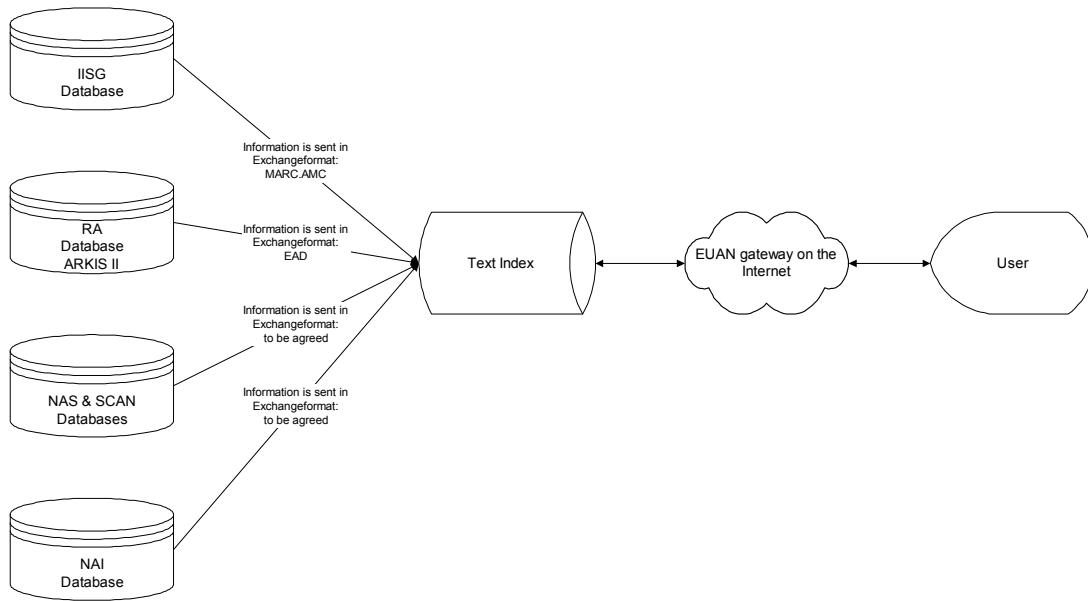 IISG
Database
Information is sent in
Exchangeformat:
MARC.AMC
RA
Database
ARKIS II
Information is sent in
Exchangeformat:
EAD
Text Index
EUAN gateway on the
Internet
User
Information is sent in
Exchangeformat:
to be agreed
NAS & SCAN
Databases
Information is sent in
Exchangeformat:
to be agreed
NAI
Database